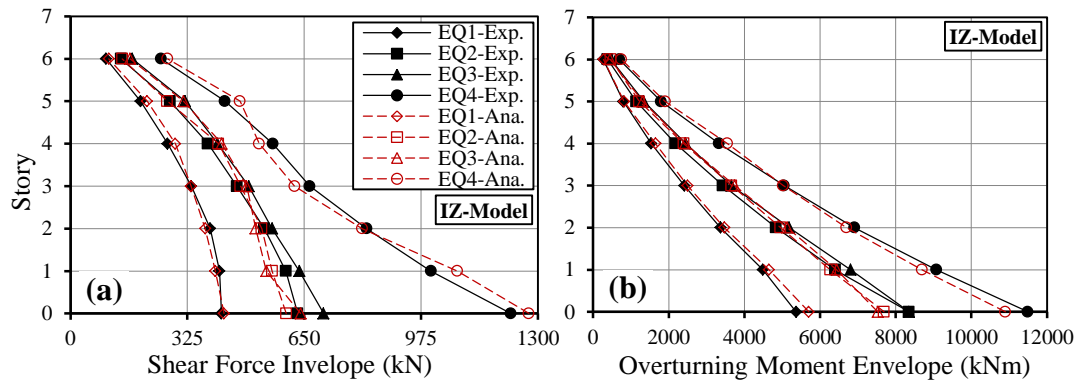 7
6
5
4
3
2
1
0
Story
EQ1-Exp.
EQ2-Exp.
EQ3-Exp.
EQ4-Exp.
EQ1-Ana.
EQ2-Ana.
EQ3-Ana.
EQ4-Ana.
IZ-Model
(a)
0 325 650 975 1300
Shear Force Invelope (kN)
7
6
5
4
3
2
1
0
IZ-Model
(b)
0 2000 4000 6000 8000 10000 12000
Overturning Moment Envelope (kNm)